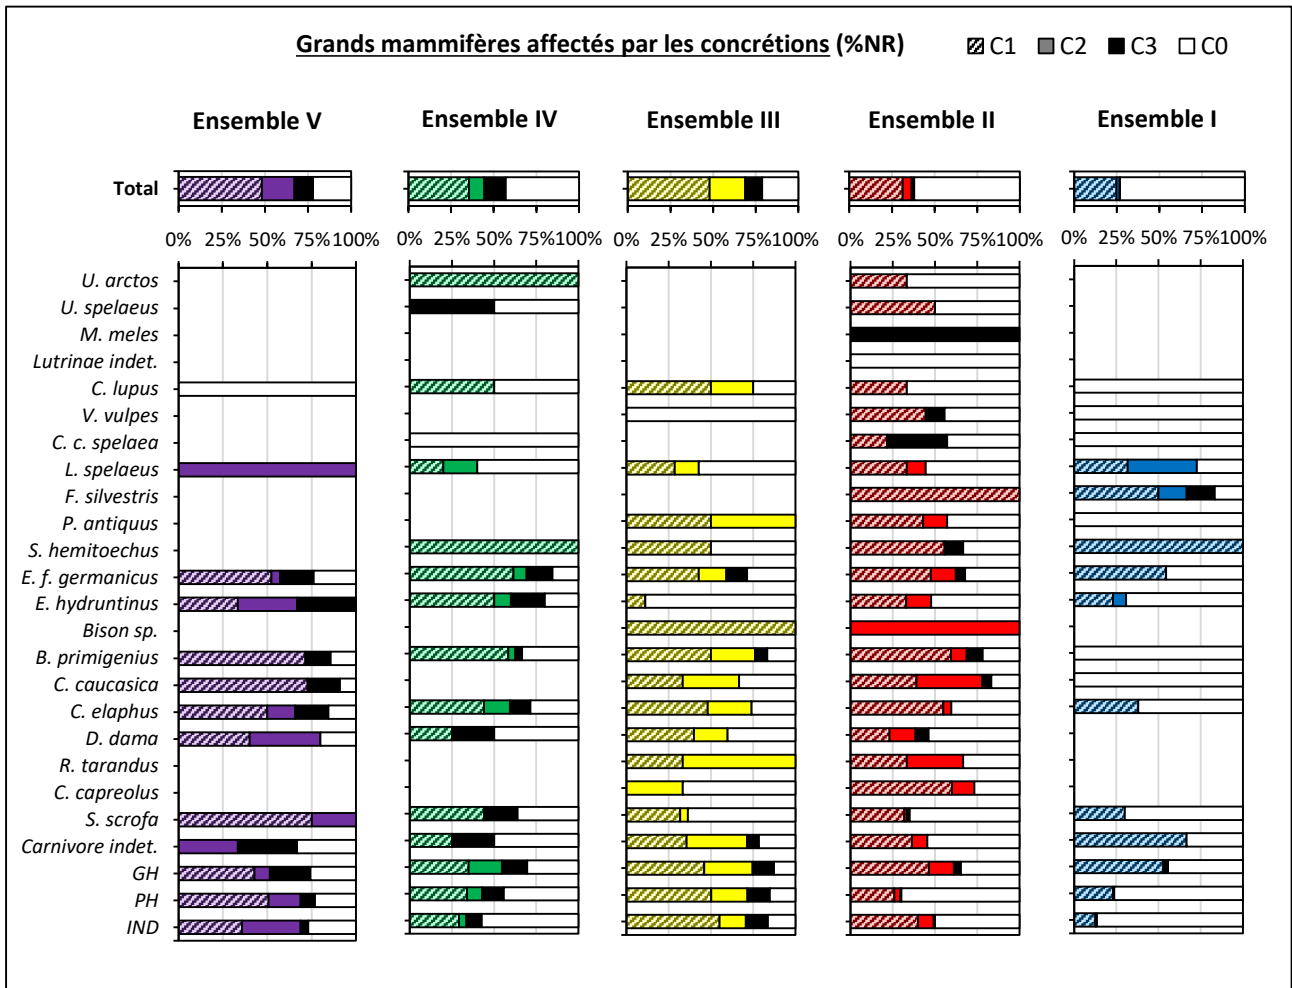 Grands mammifères affectés par les concrétions (%NR) C1 C2 C3 C0
Ensemble V Ensemble IV Ensemble III Ensemble II Ensemble I
Total
0% 25% 50% 75% 100% 0% 25% 50% 75% 100% 0% 25% 50% 75% 100% 0% 25% 50% 75% 100% 0% 25% 50% 75% 100%
U. arctos
U. spelaeus
M. meles
Lutrinae indet.
C. lupus
V. vulpes
C. c. spelaea
L. spelaeus
F. silvestris
P. antiquus
S. hemitoechus
E. f. germanicus
E. hydruntinus
Bison sp.
B. primigenius
C. caucasica
C. elaphus
D. dama
R. tarandus
C. capreolus
S. scrofa
Carnivore indet.
GH
PH
IND